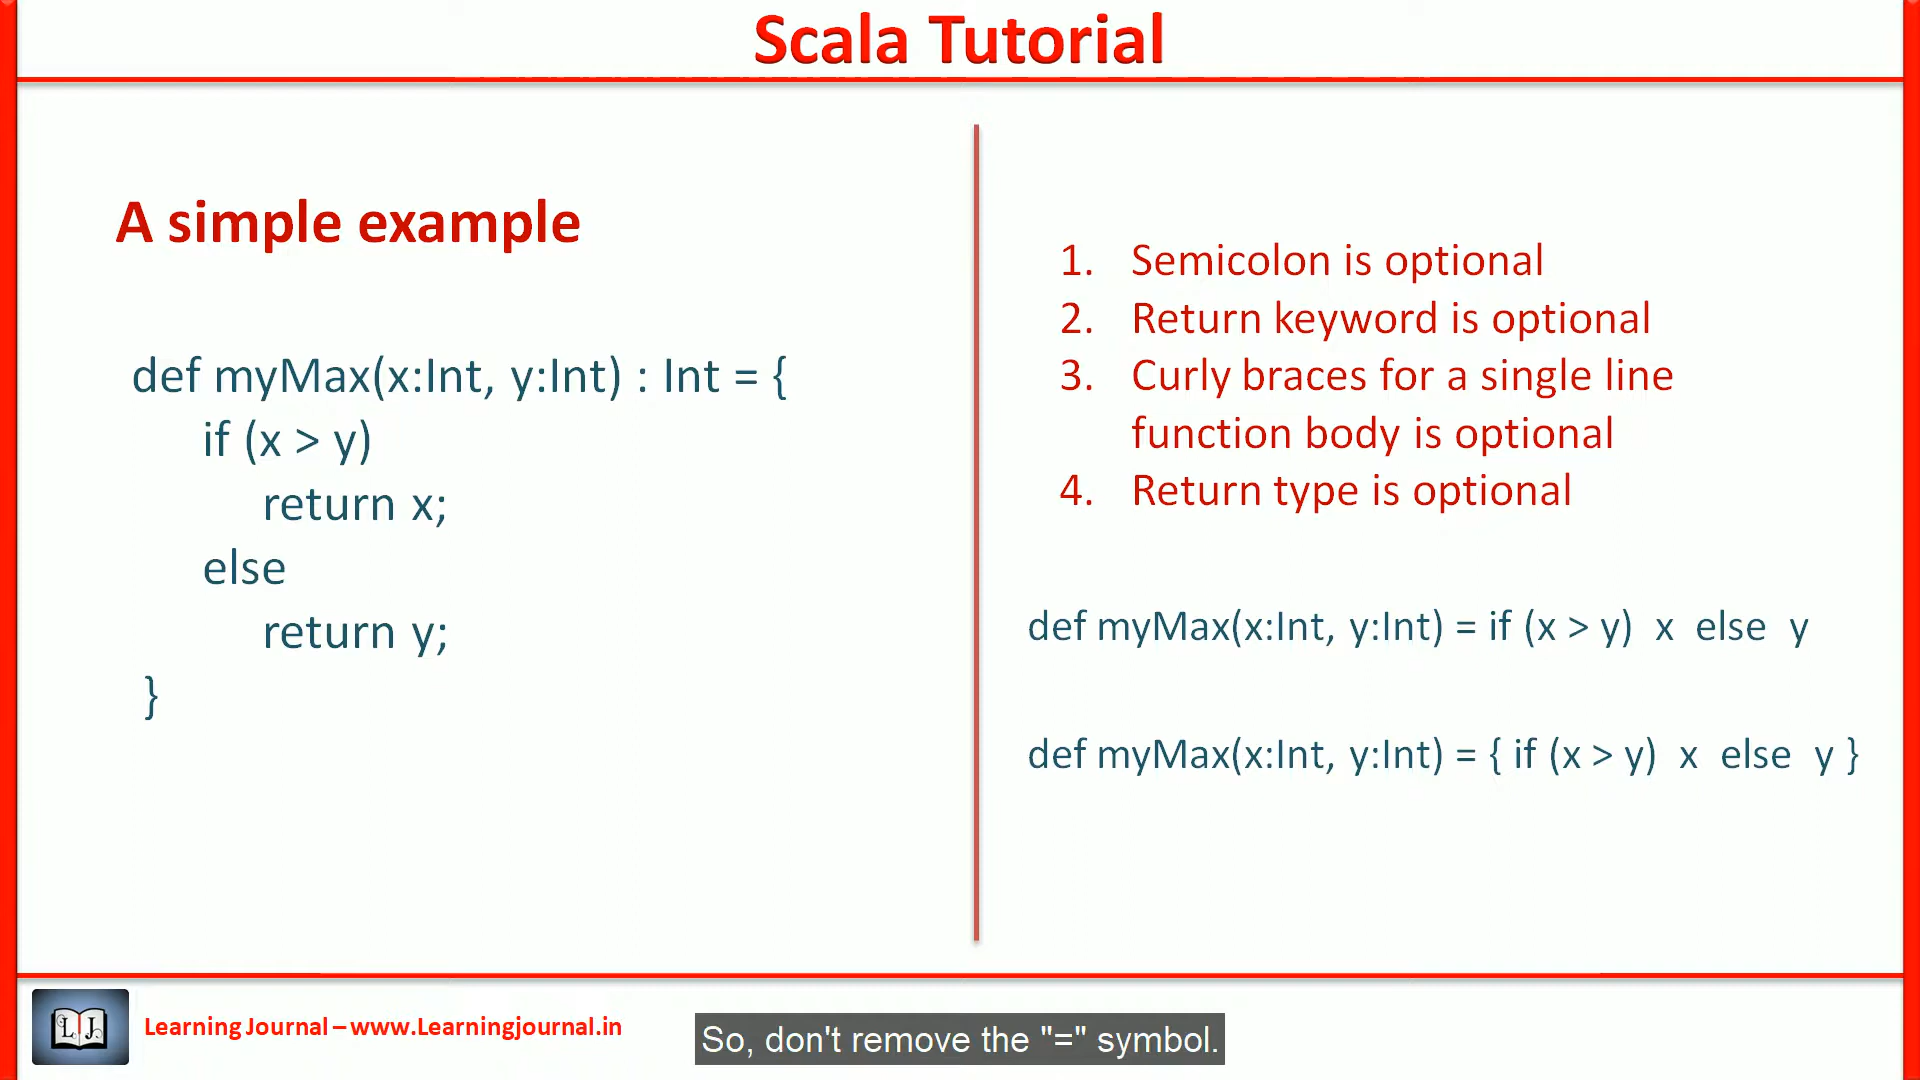 Scala Tutorial
A simple example
def myMax(x:Int, y:Int) : Int = {
if (x > y)
return x;
else
return y;
}
1. Semicolon is optional
2. Return keyword is optional
3. Curly braces for a single line
function body is optional
4. Return type is optional
def myMax(x:Int, y:Int) = if (x > y) x else y
def myMax(x:Int, y:Int) = { if (x > y) x else y }
LJ
Learning Journal – www.Learningjournal.in
So, don't remove the "=" symbol.